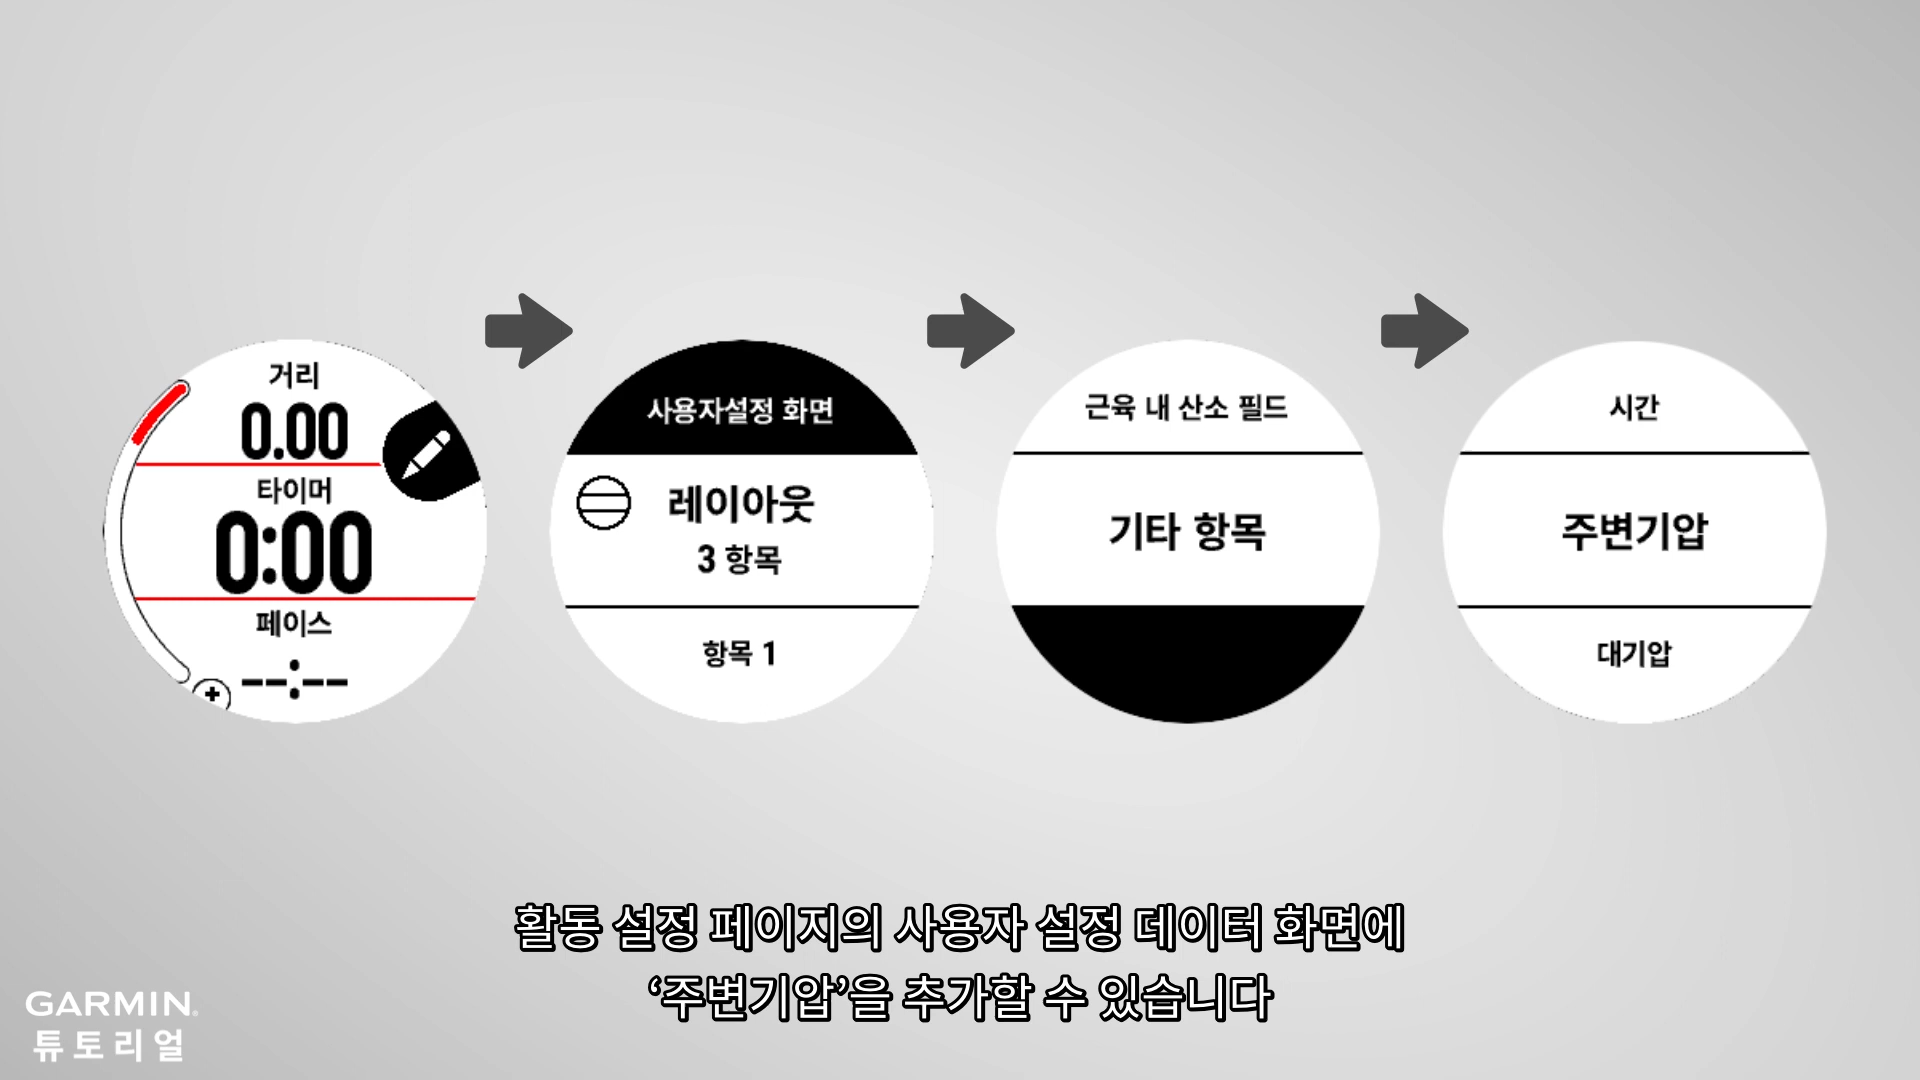 거리
0.00
타이머
0:00
페이스
--:--
사용자설정 화면
레이아웃
3 항목
항목 1
근육 내 산소 필드
기타 항목
시간
주변기압
대기압
활동 설정 페이지의 사용자 설정 데이터 화면에
‘주변기압’을 추가할 수 있습니다
GARMIN.
튜토리얼